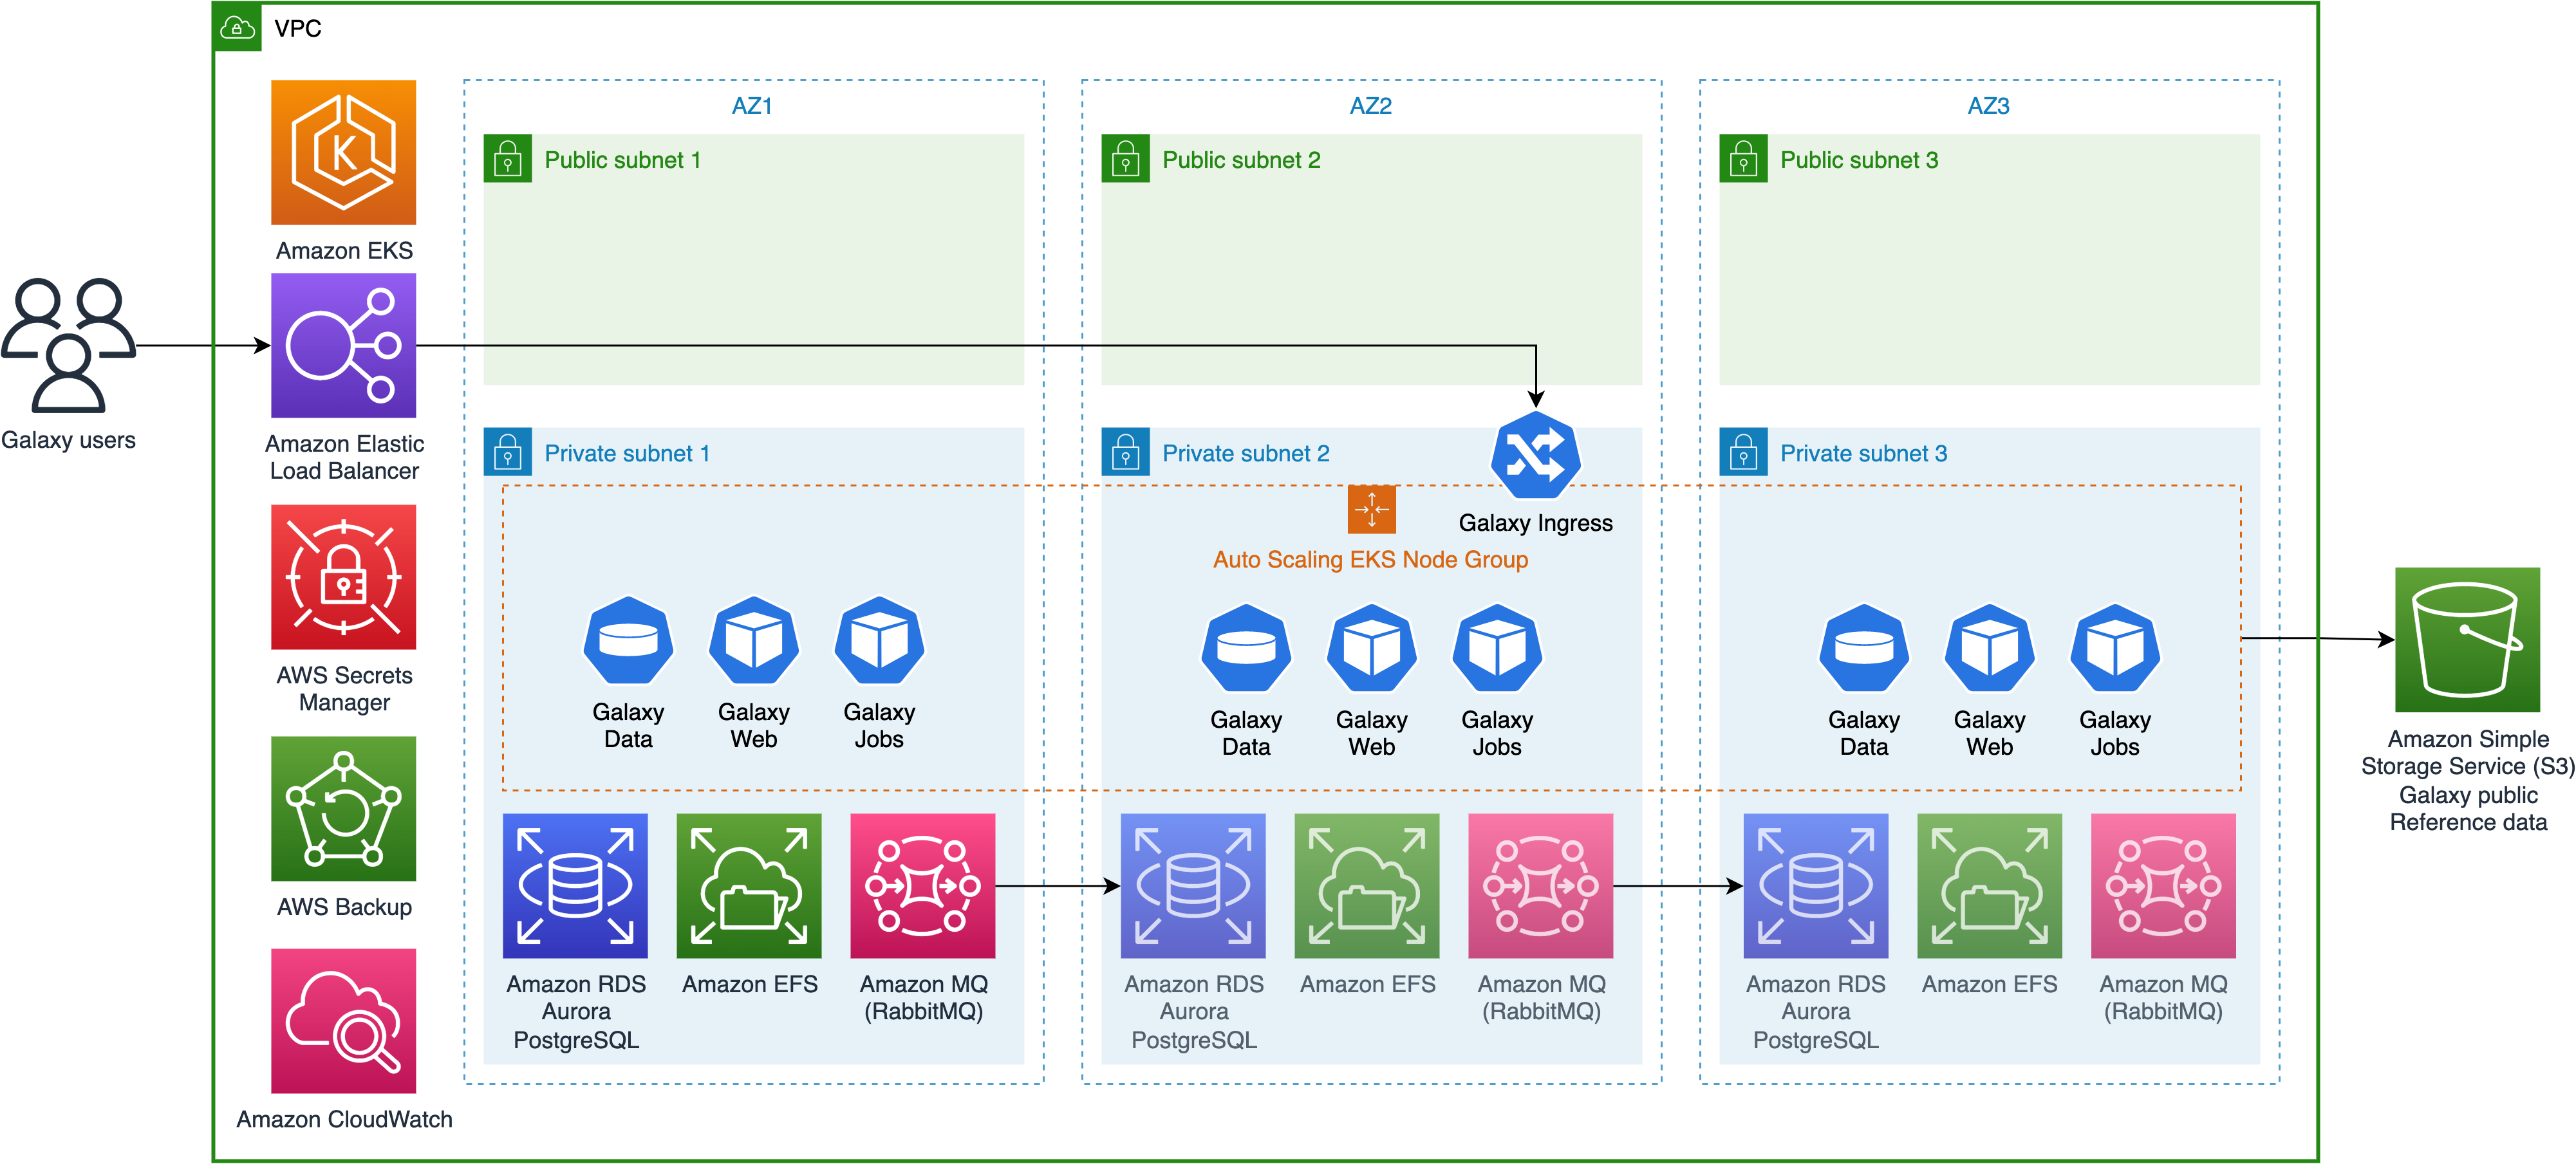 VPC
Amazon EKS
Galaxy users
Amazon Elastic
Load Balancer
AWS Secrets
Manager
AWS Backup
Amazon CloudWatch
AZ1
Public subnet 1
Private subnet 1
Galaxy
Data
Galaxy
Web
Galaxy
Jobs
Amazon RDS
Aurora
PostgreSQL
Amazon EFS
Amazon MQ
(RabbitMQ)
AZ2
Public subnet 2
Private subnet 2
Galaxy Ingress
Auto Scaling EKS Node Group
Galaxy
Data
Galaxy
Web
Galaxy
Jobs
Amazon RDS
Aurora
PostgreSQL
Amazon EFS
Amazon MQ
(RabbitMQ)
AZ3
Public subnet 3
Private subnet 3
Galaxy
Data
Galaxy
Web
Galaxy
Jobs
Amazon RDS
Aurora
PostgreSQL
Amazon EFS
Amazon MQ
(RabbitMQ)
Amazon Simple
Storage Service (S3)
Galaxy public
Reference data